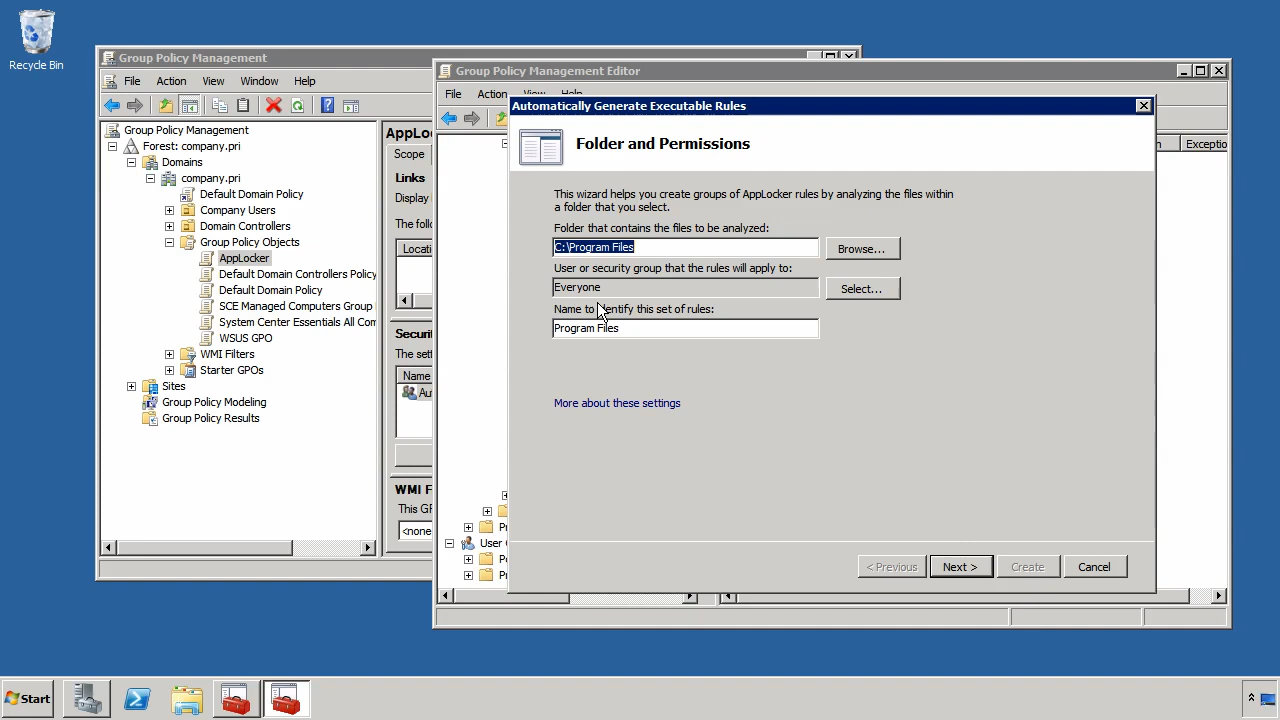 Recycle Bin
Group Policy Management
File Action View Window Help
Group Policy Management
Forest: company.pri
Domains
company.pri
Default Domain Policy
Company Users
Domain Controllers
Group Policy Objects
AppLocker
Default Domain Controllers Policy
Default Domain Policy
SCE Managed Computers Group
System Center Essentials All Com
WSUS GPO
WMI Filters
Starter GPOs
Sites
Group Policy Modeling
Group Policy Results
AppLo
Scope
Links
Display
The follo
Locatio
Securi
The set
Name
Au
WMI F
This GF
<none
Group Policy Management Editor
File Action View Help
Exceptio
User
Automatically Generate Executable Rules
Folder and Permissions
This wizard helps you create groups of AppLocker rules by analyzing the files within
a folder that you select.
Folder that contains the files to be analyzed:
C:\Program Files
Browse...
User or security group that the rules will apply to:
Everyone
Select...
Name to identify this set of rules:
Program Files
More about these settings
< Previous
Next >
Create
Cancel
Start